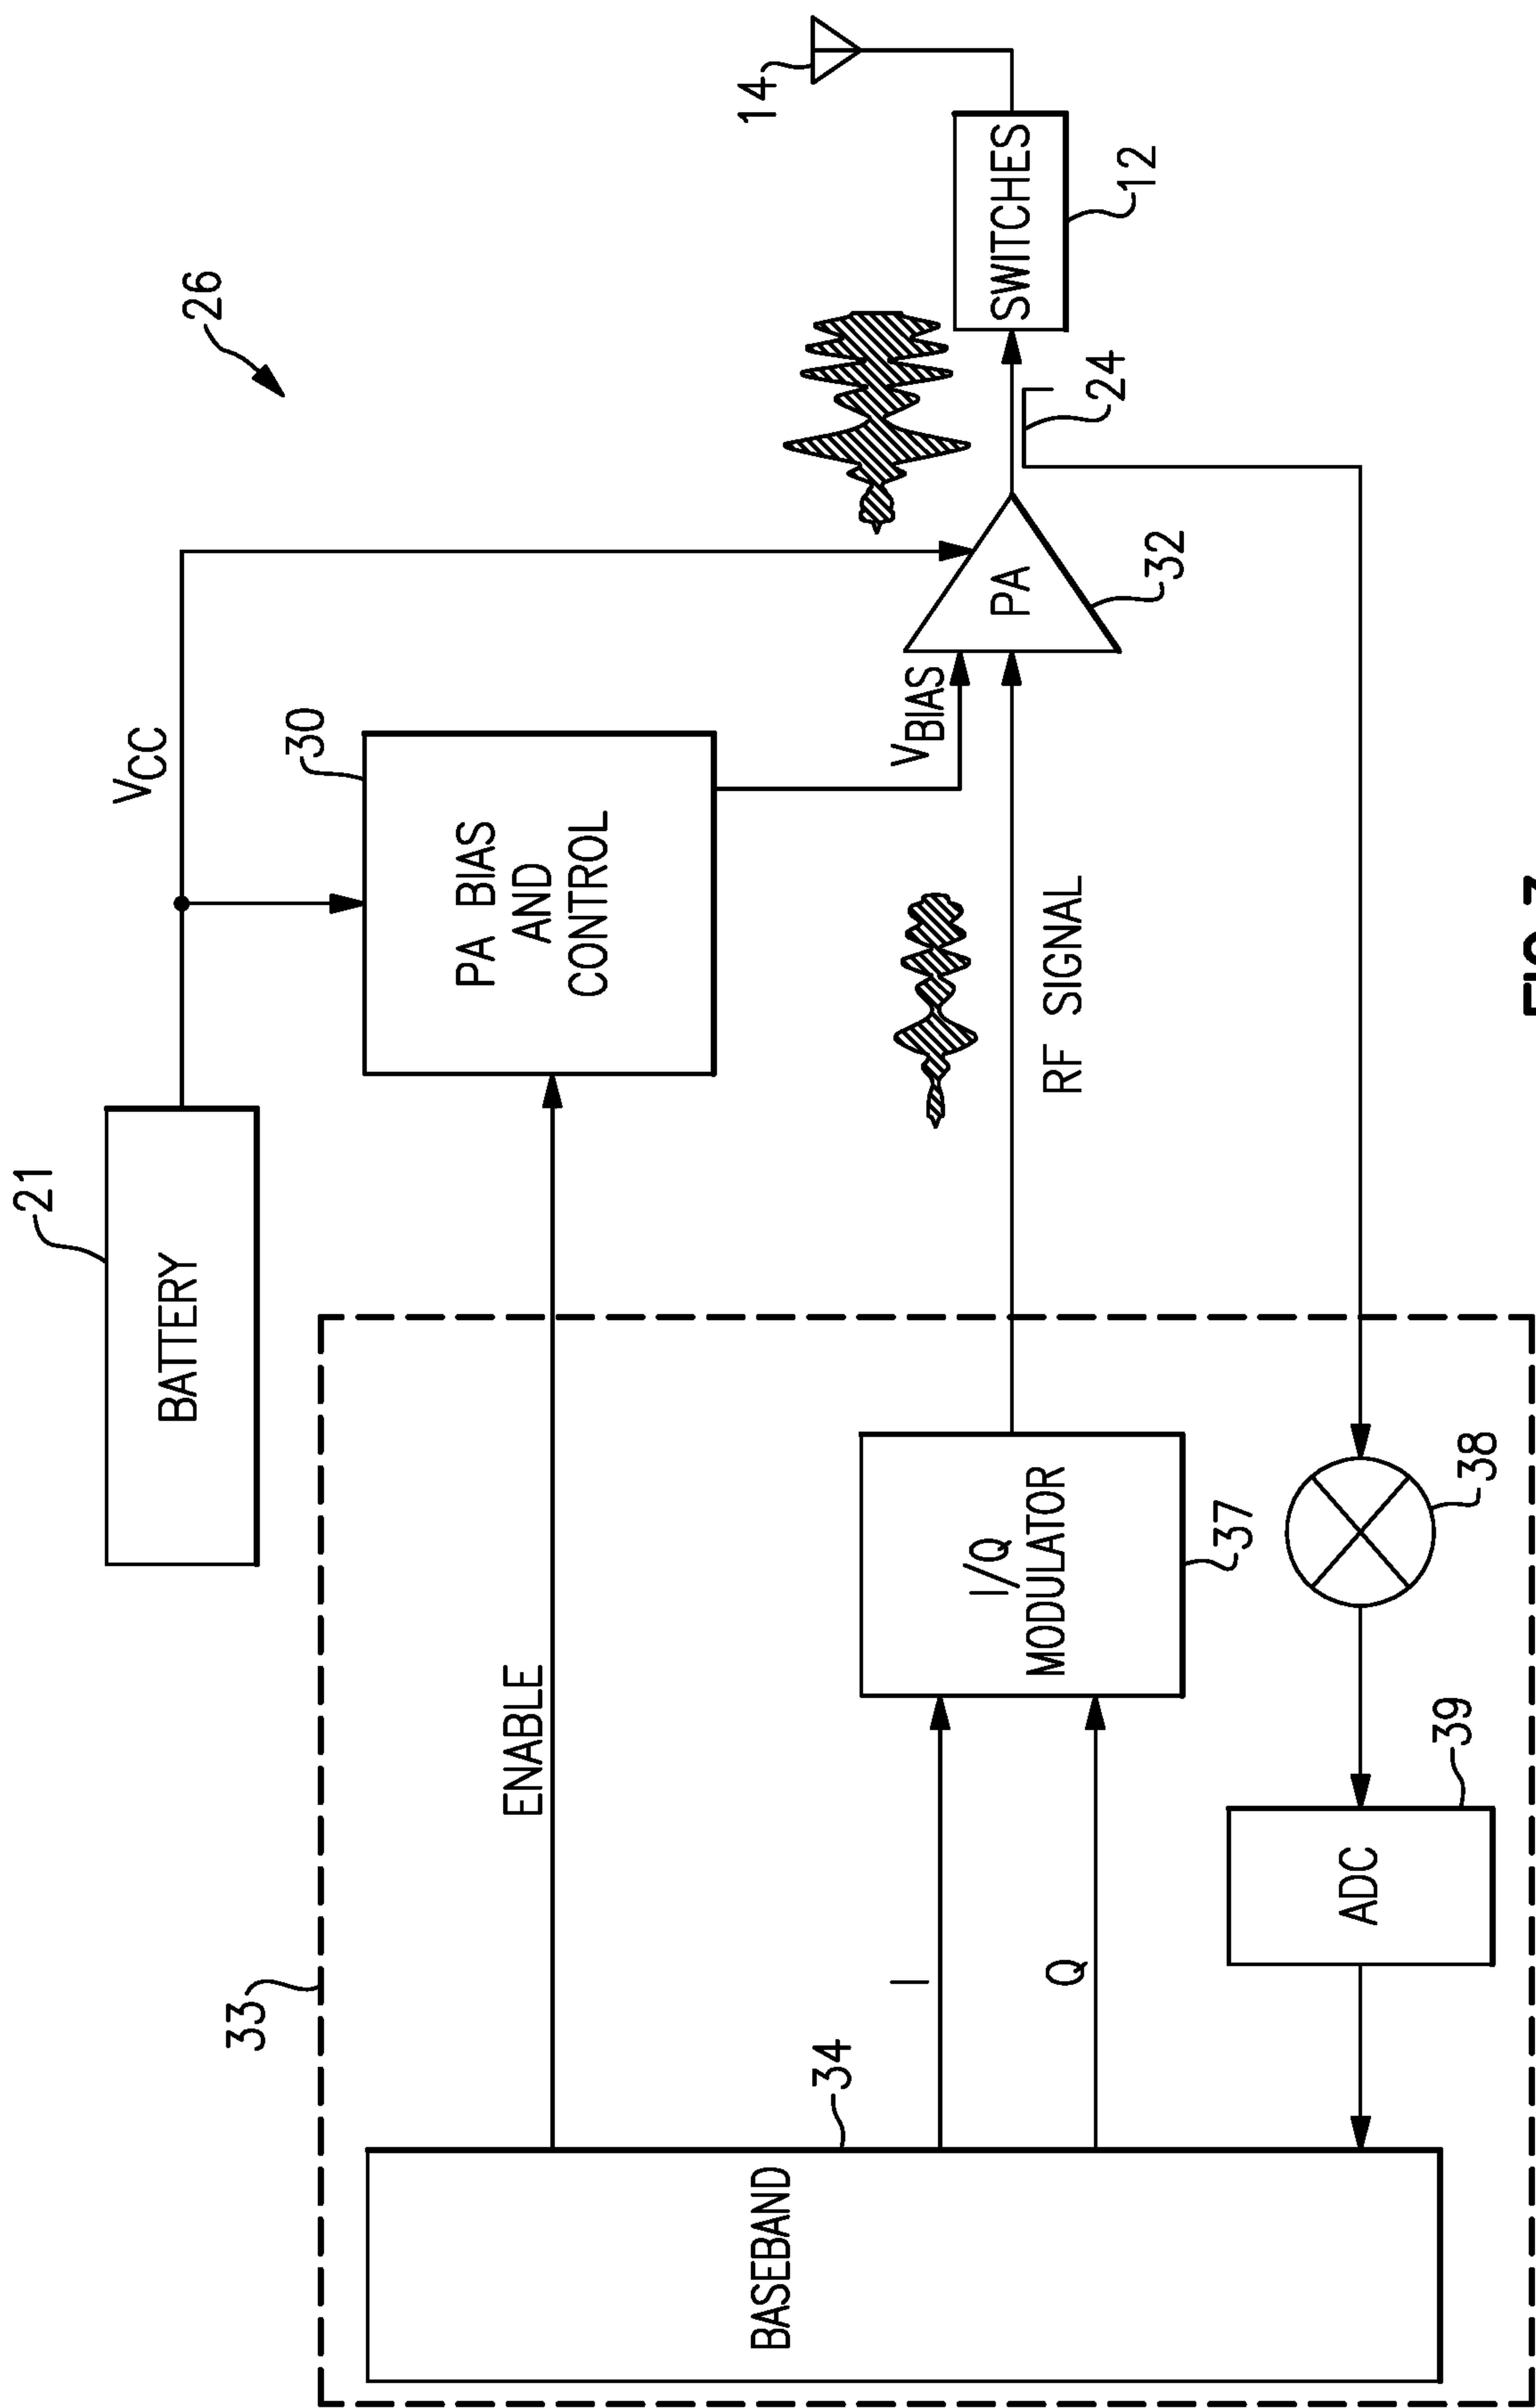 21
BATTERY
VCC
26
33
30
PA BIAS
AND
CONTROL
ENABLE
14
34
BASEBAND
I
Q
I/Q
MODULATOR
37
RF SIGNAL
VBIAS
PA
32
SWITCHES
12
24
38
ADC
39